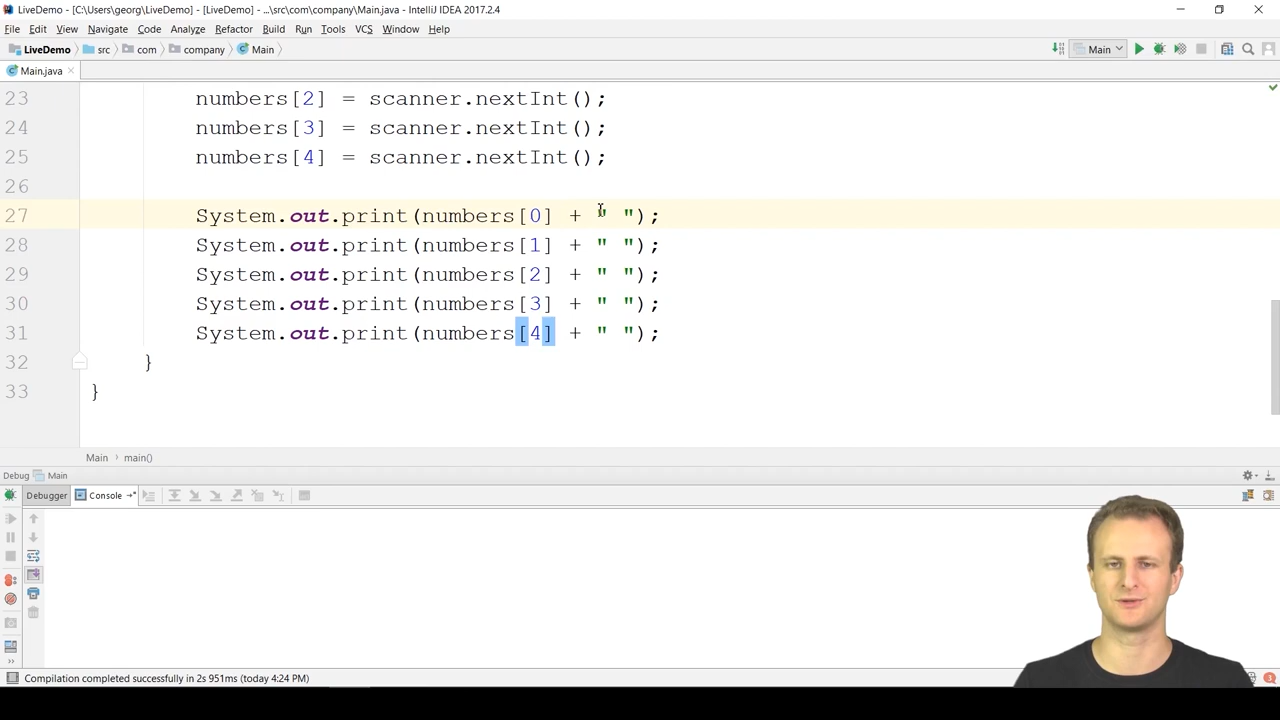 LiveDemo - [C:\Users\georg\LiveDemo] - [LiveDemo] - ...\src\com\company\Main.java - IntelliJ IDEA 2017.2.4
File Edit View Navigate Code Analyze Refactor Build Run Tools VCS Window Help
LiveDemo src com company Main Main
Main.java
23 numbers[2] = scanner.nextInt();
24 numbers[3] = scanner.nextInt();
25 numbers[4] = scanner.nextInt();
26
27 System.out.print(numbers[0] + " ");
28 System.out.print(numbers[1] + " ");
29 System.out.print(numbers[2] + " ");
30 System.out.print(numbers[3] + " ");
31 System.out.print(numbers[4] + " ");
32 }
33 }
Main main()
Debug Main
Debugger Console
Compilation completed successfully in 2s 951ms (today 4:24 PM) 3